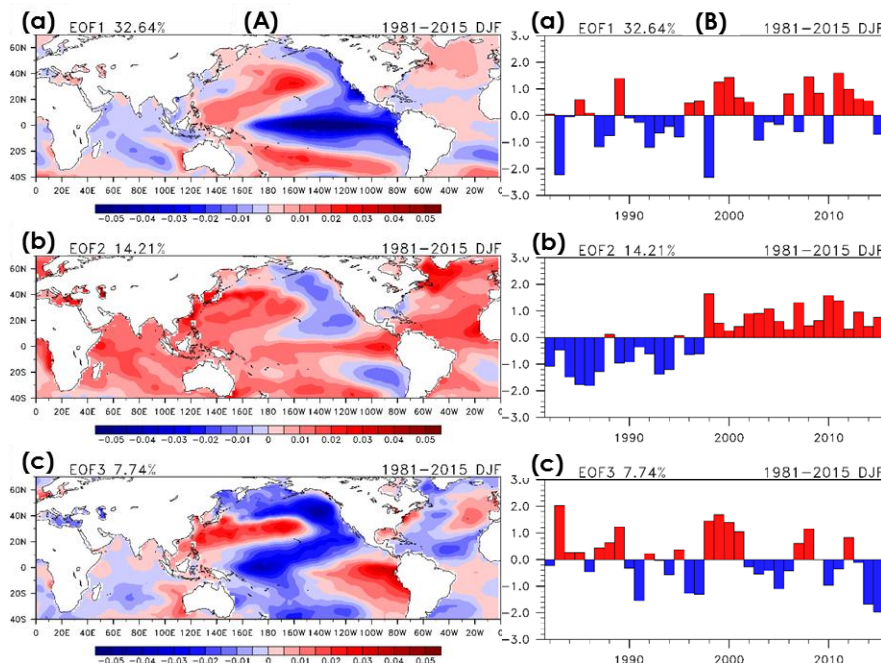 (a) (A)
EOF1 32.64% 1981-2015 DJF
60N
40N
20N
0
20S
40S
0 20E 40E 60E 80E 100E 120E 140E 160E 180 160W 140W 120W 100W 80W 60W 40W 20W 0
-0.05 -0.04 -0.03 -0.02 -0.01 0 0.01 0.02 0.03 0.04 0.05
(b)
EOF2 14.21% 1981-2015 DJF
60N
40N
20N
0
20S
40S
0 20E 40E 60E 80E 100E 120E 140E 160E 180 160W 140W 120W 100W 80W 60W 40W 20W 0
-0.05 -0.04 -0.03 -0.02 -0.01 0 0.01 0.02 0.03 0.04 0.05
(c)
EOF3 7.74% 1981-2015 DJF
60N
40N
20N
0
20S
40S
0 20E 40E 60E 80E 100E 120E 140E 160E 180 160W 140W 120W 100W 80W 60W 40W 20W 0
-0.05 -0.04 -0.03 -0.02 -0.01 0 0.01 0.02 0.03 0.04 0.05
(a) (B)
EOF1 32.64% 1981-2015 DJF
3.0
2.0
1.0
0.0
-1.0
-2.0
-3.0
1990 2000 2010
(b)
EOF2 14.21% 1981-2015 DJF
3.0
2.0
1.0
0.0
-1.0
-2.0
-3.0
1990 2000 2010
(c)
EOF3 7.74% 1981-2015 DJF
3.0
2.0
1.0
0.0
-1.0
-2.0
-3.0
1990 2000 2010